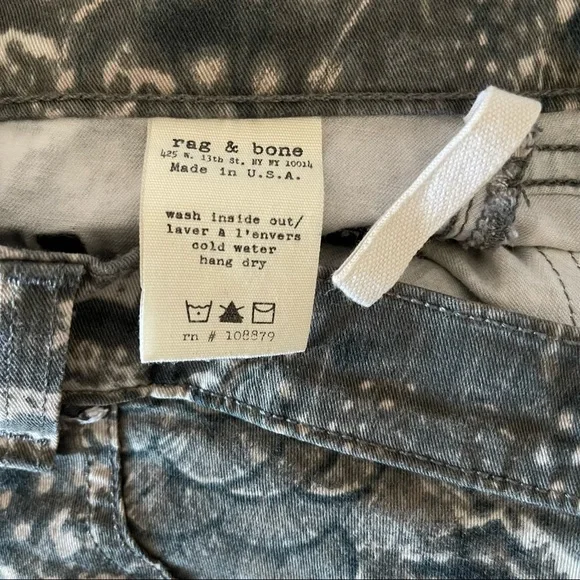 rag & bone
425 W. 13th St. NY NY 10014
Made in U.S.A.
wash inside out/
laver à l'envers
cold water
hang dry
rn # 108879